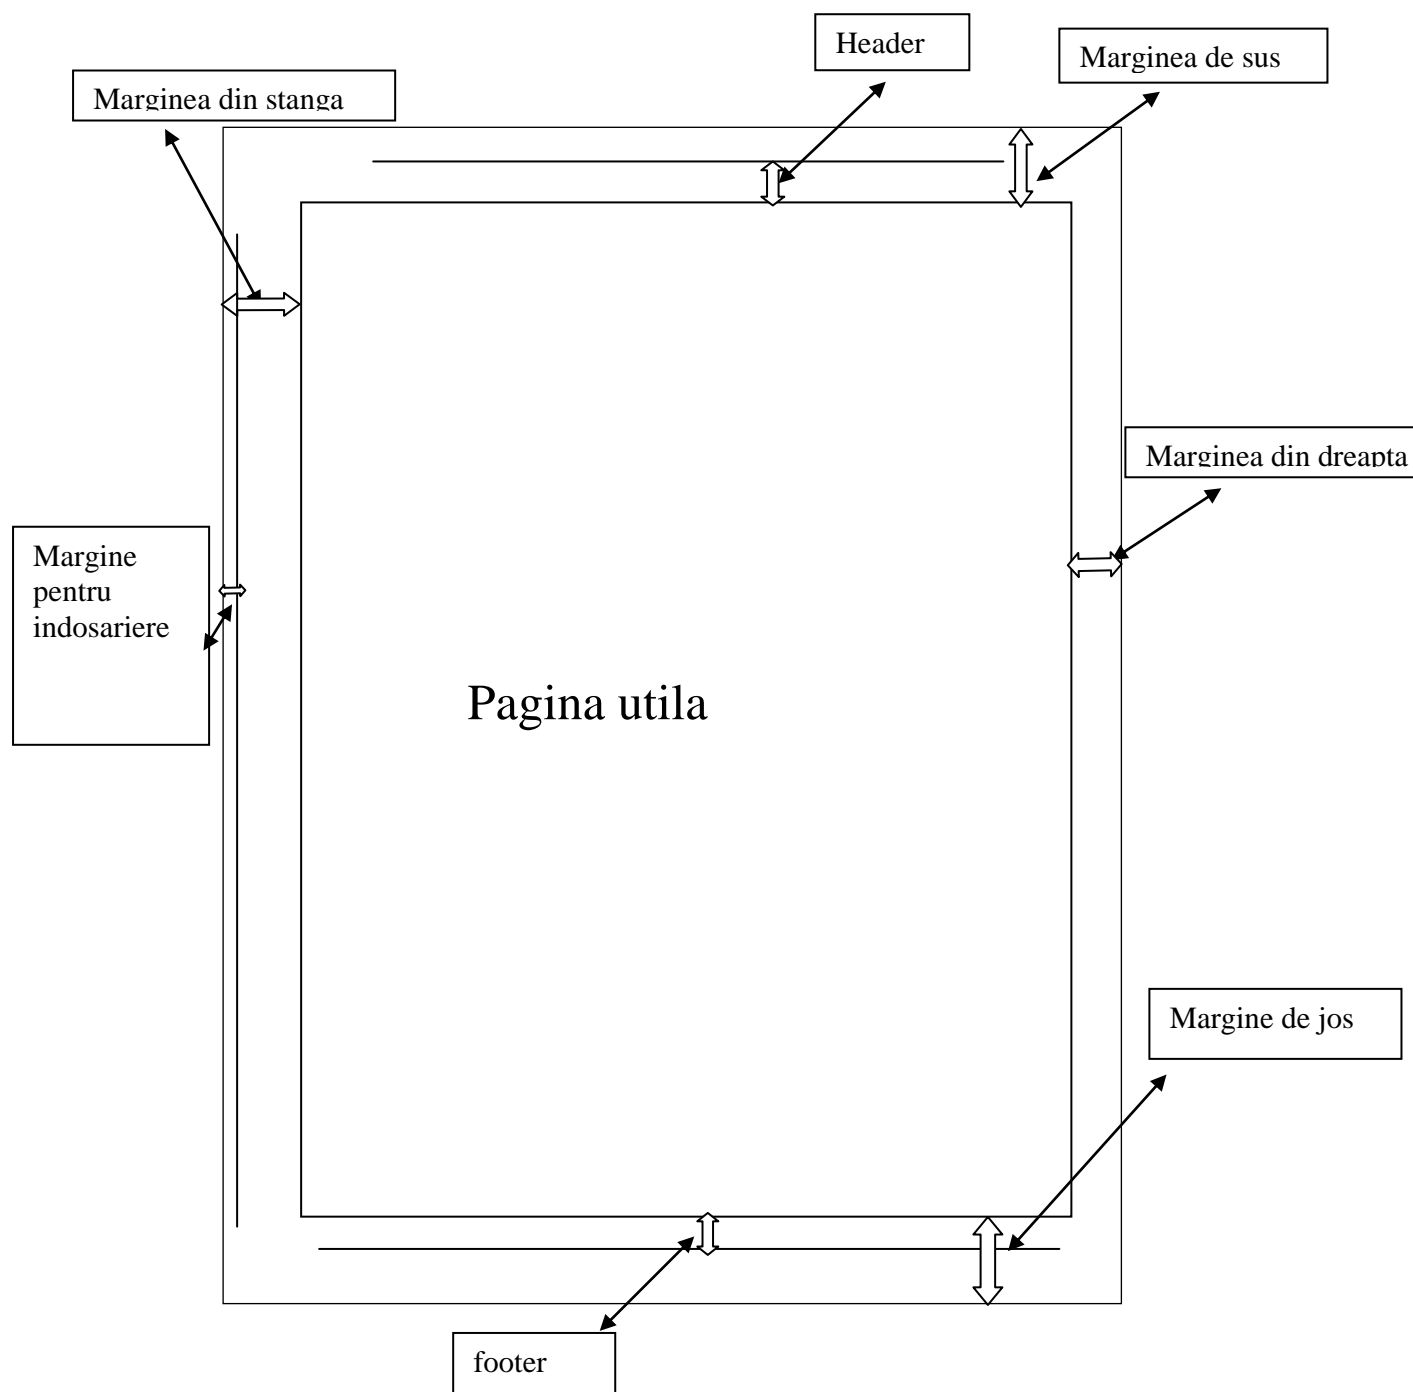 Header
Marginea de sus
Marginea din stanga
Marginea din dreapta
Margine
pentru
indosariere
Pagina utila
Margine de jos
footer